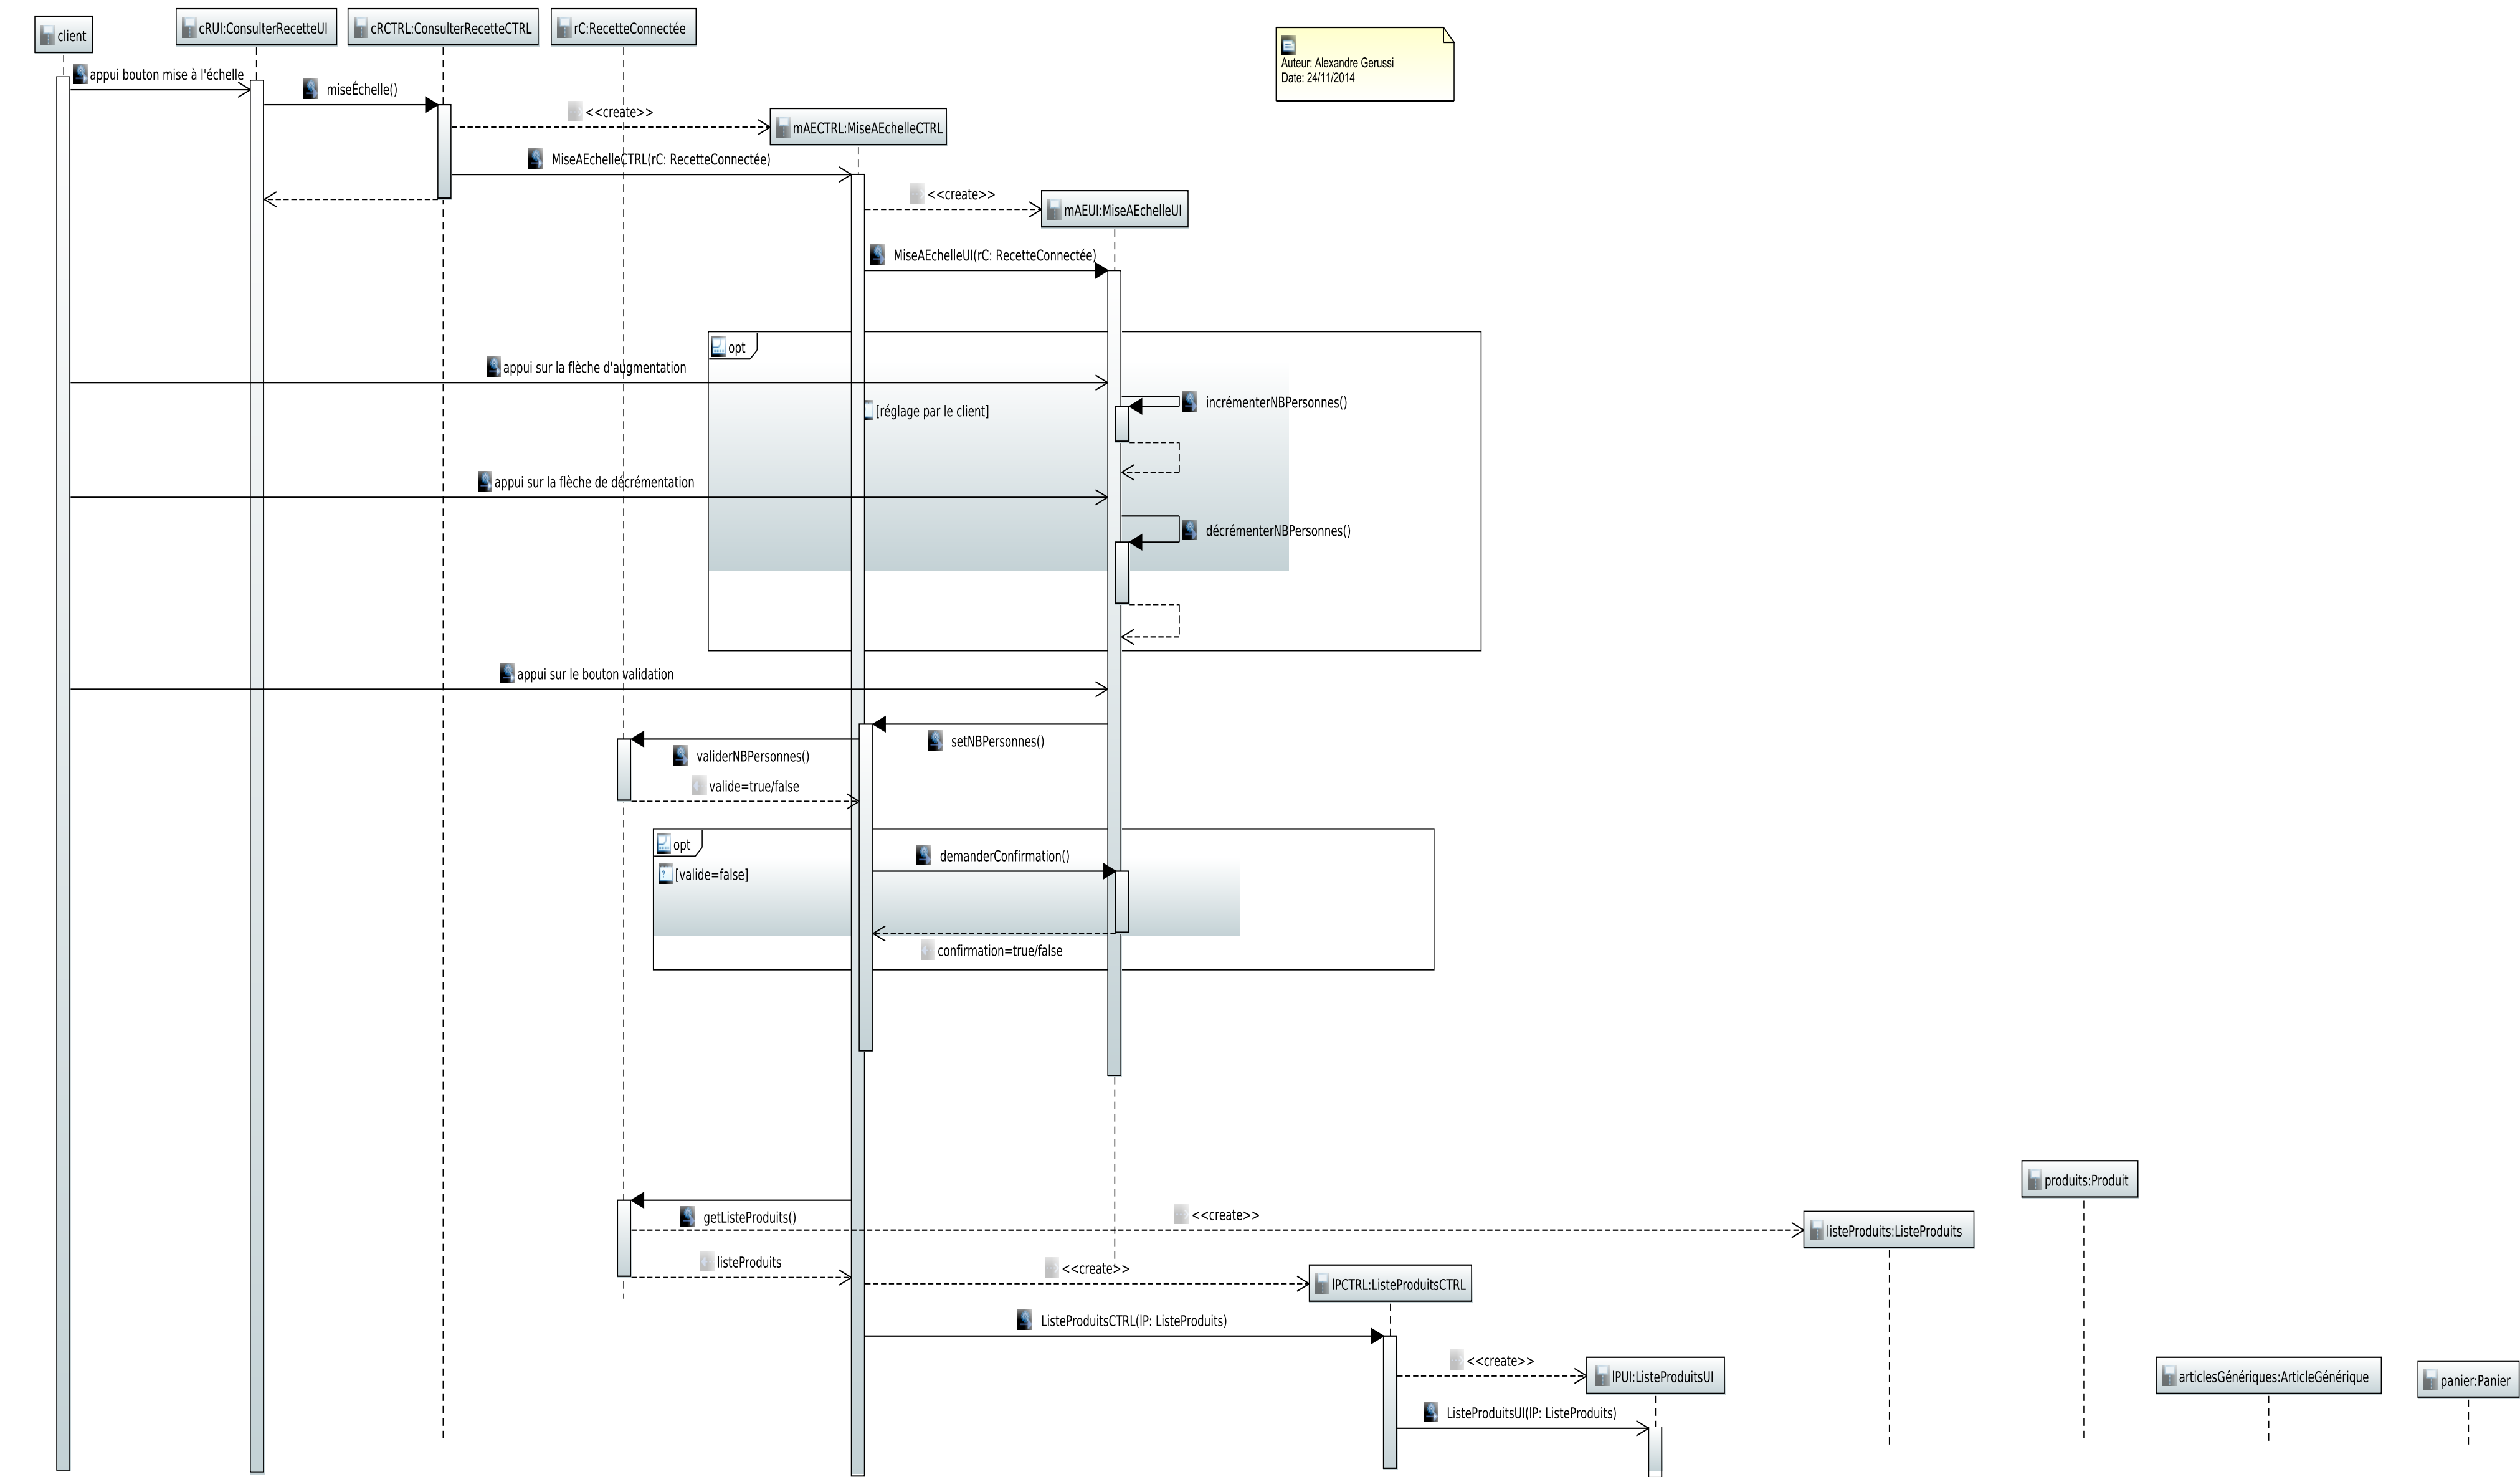 client
cRUI:ConsulterRecetteUI
cRCTRL:ConsulterRecetteCTRL
rC:RecetteConnectée
Auteur: Alexandre Gerussi
Date: 24/11/2014
appui bouton mise à l'échelle
miseÉchelle()
<<create>>
mAECTRL:MiseAEchelleCTRL
MiseAEchelleCTRL(rC: RecetteConnectée)
<<create>>
mAEUI:MiseAEchelleUI
MiseAEchelleUI(rC: RecetteConnectée)
opt
appui sur la flèche d'augmentation
[réglage par le client]
incrémenterNBPersonnes()
appui sur la flèche de décrémentation
décrémenterNBPersonnes()
appui sur le bouton validation
setNBPersonnes()
validerNBPersonnes()
valide=true/false
opt
[valide=false]
demanderConfirmation()
confirmation=true/false
produits:Produit
getListeProduits()
<<create>>
listeProduits:ListeProduits
listeProduits
<<create>>
lPCTRL:ListeProduitsCTRL
ListeProduitsCTRL(lP: ListeProduits)
<<create>>
lPUI:ListeProduitsUI
articlesGénériques:ArticleGénérique
panier:Panier
ListeProduitsUI(lP: ListeProduits)